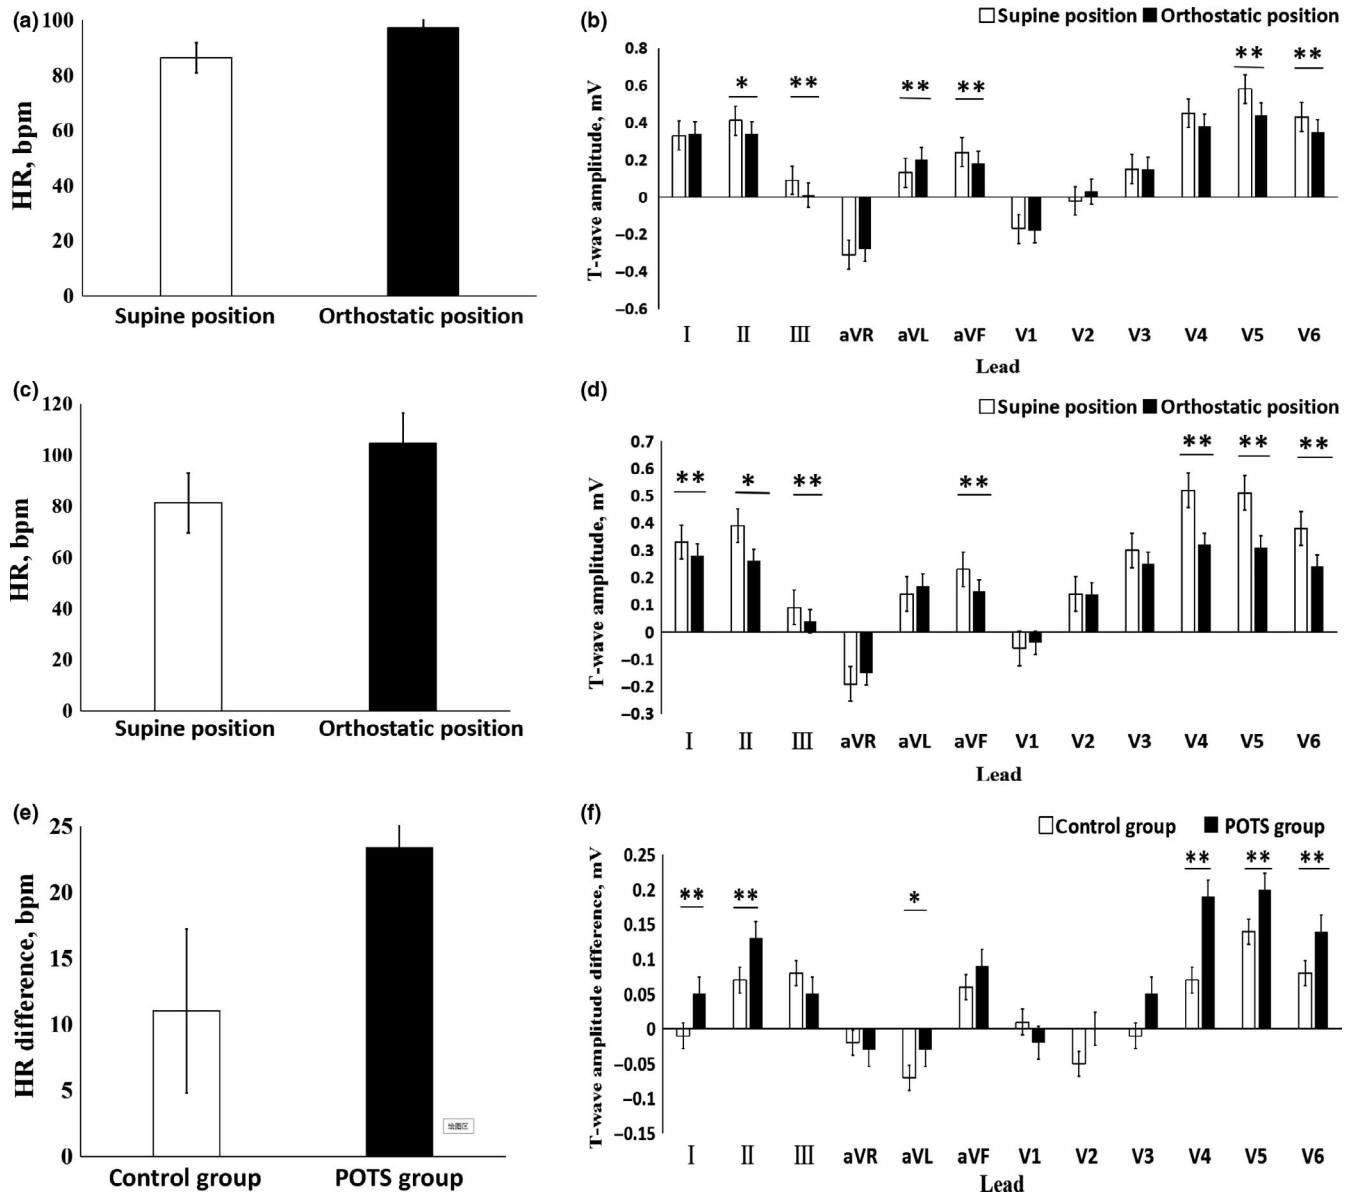 (a)
HR, bpm
100
80
60
40
20
0
Supine position Orthostatic position
(b)
Supine position Orthostatic position
T-wave amplitude, mV
0.8
0.6
0.4
0.2
0
–0.2
–0.4
–0.6
* ** ** ** ** **
I II III aVR aVL aVF V1 V2 V3 V4 V5 V6
Lead
(c)
HR, bpm
120
100
80
60
40
20
0
Supine position Orthostatic position
(d)
Supine position Orthostatic position
T-wave amplitude, mV
0.7
0.6
0.5
0.4
0.3
0.2
0.1
0
–0.1
–0.2
–0.3
** * ** ** ** ** **
I II III aVR aVL aVF V1 V2 V3 V4 V5 V6
Lead
(e)
HR difference, bpm
25
20
15
10
5
0
绘图区
Control group POTS group
(f)
Control group POTS group
T-wave amplitude difference, mV
0.25
0.2
0.15
0.1
0.05
0
–0.05
–0.1
–0.15
** ** * ** ** **
I II III aVR aVL aVF V1 V2 V3 V4 V5 V6
Lead